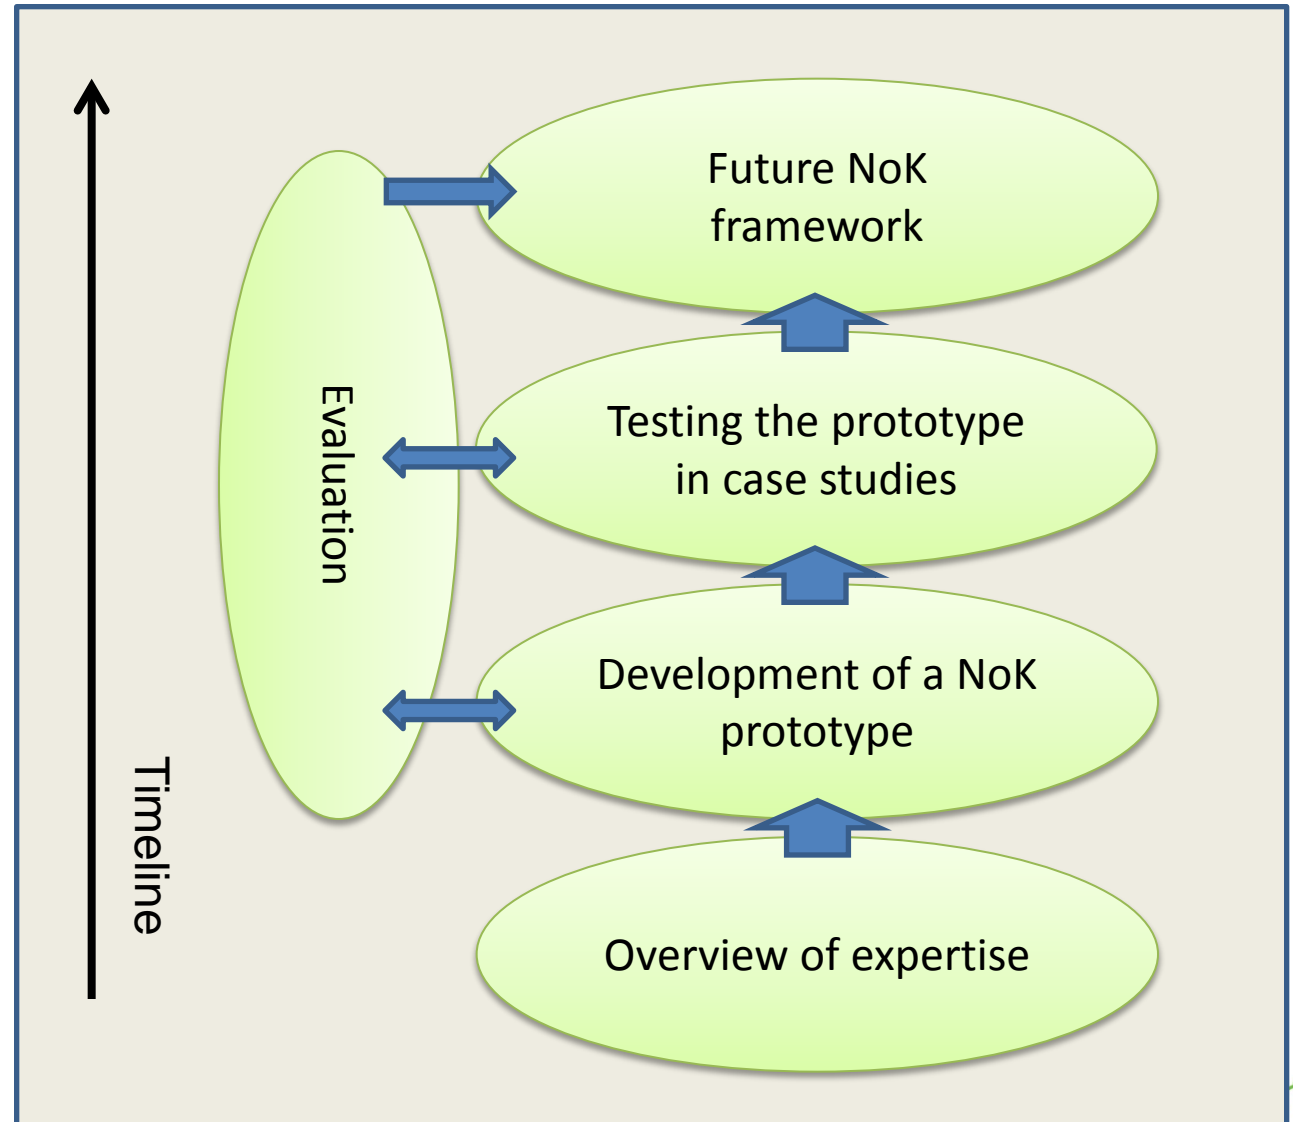 Future NoK
framework
Testing the prototype
in case studies
Evaluation
Development of a NoK
prototype
Timeline
Overview of expertise